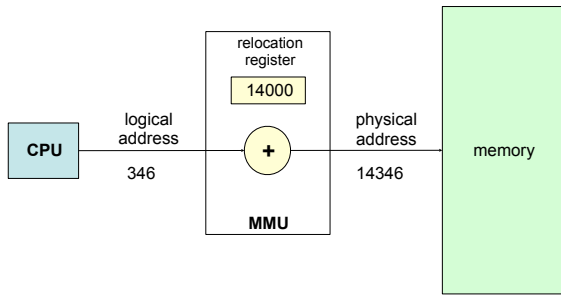 relocation
register
14000
logical
address
physical
address
CPU
+
memory
346
14346
MMU